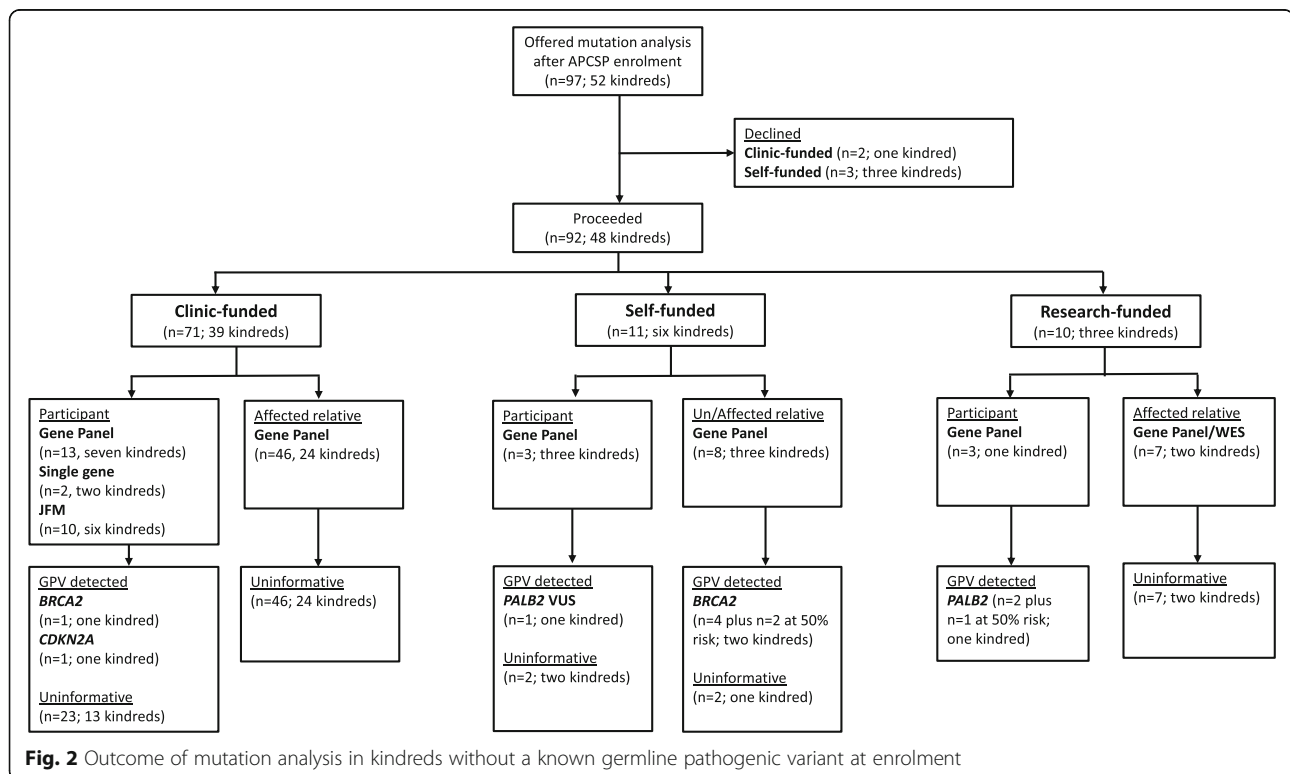 Offered mutation analysis
after APCSP enrolment
(n=97; 52 kindreds)
Declined
Clinic-funded (n=2; one kindred)
Self-funded (n=3; three kindreds)
Proceeded
(n=92; 48 kindreds)
Clinic-funded
(n=71; 39 kindreds)
Self-funded
(n=11; six kindreds)
Research-funded
(n=10; three kindreds)
Participant
Gene Panel
(n=13, seven kindreds)
Single gene
(n=2, two kindreds)
JFM
(n=10, six kindreds)
Affected relative
Gene Panel
(n=46, 24 kindreds)
Participant
Gene Panel
(n=3; three kindreds)
Un/Affected relative
Gene Panel
(n=8; three kindreds)
Participant
Gene Panel
(n=3; one kindred)
Affected relative
Gene Panel/WES
(n=7; two kindreds)
GPV detected
BRCA2
(n=1; one kindred)
CDKN2A
(n=1; one kindred)
Uninformative
(n=23; 13 kindreds)
Uninformative
(n=46; 24 kindreds)
GPV detected
PALB2 VUS
(n=1; one kindred)
Uninformative
(n=2; two kindreds)
GPV detected
BRCA2
(n=4 plus n=2 at 50%
risk; two kindreds)
Uninformative
(n=2; one kindred)
GPV detected
PALB2 (n=2 plus
n=1 at 50% risk;
one kindred)
Uninformative
(n=7; two kindreds)
Fig. 2 Outcome of mutation analysis in kindreds without a known germline pathogenic variant at enrolment